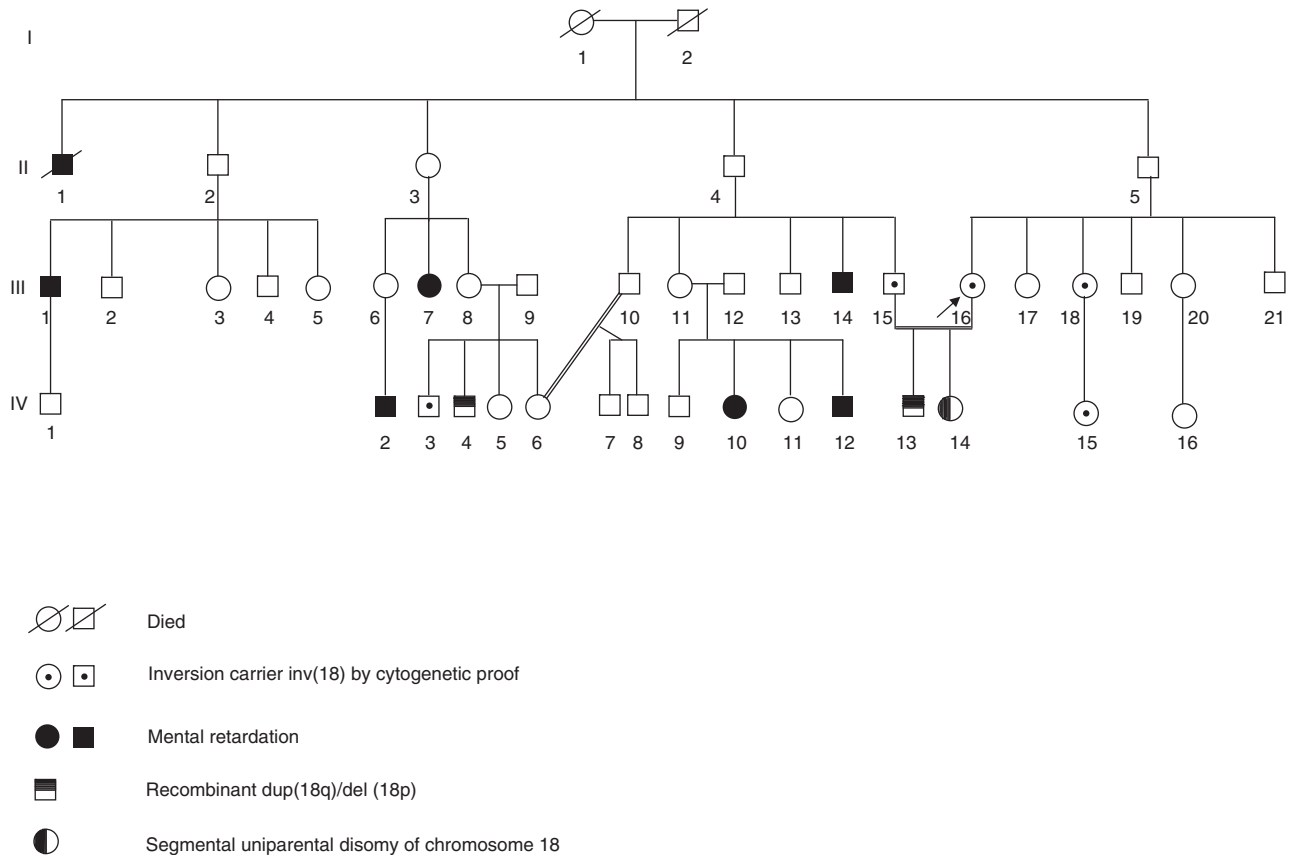 I
1 2
II
1 2 3 4 5
III
1 2 3 4 5 6 7 8 9 10 11 12 13 14 15 16 17 18 19 20 21
IV
1 2 3 4 5 6 7 8 9 10 11 12 13 14 15 16
Died
Inversion carrier inv(18) by cytogenetic proof
Mental retardation
Recombinant dup(18q)/del (18p)
Segmental uniparental disomy of chromosome 18